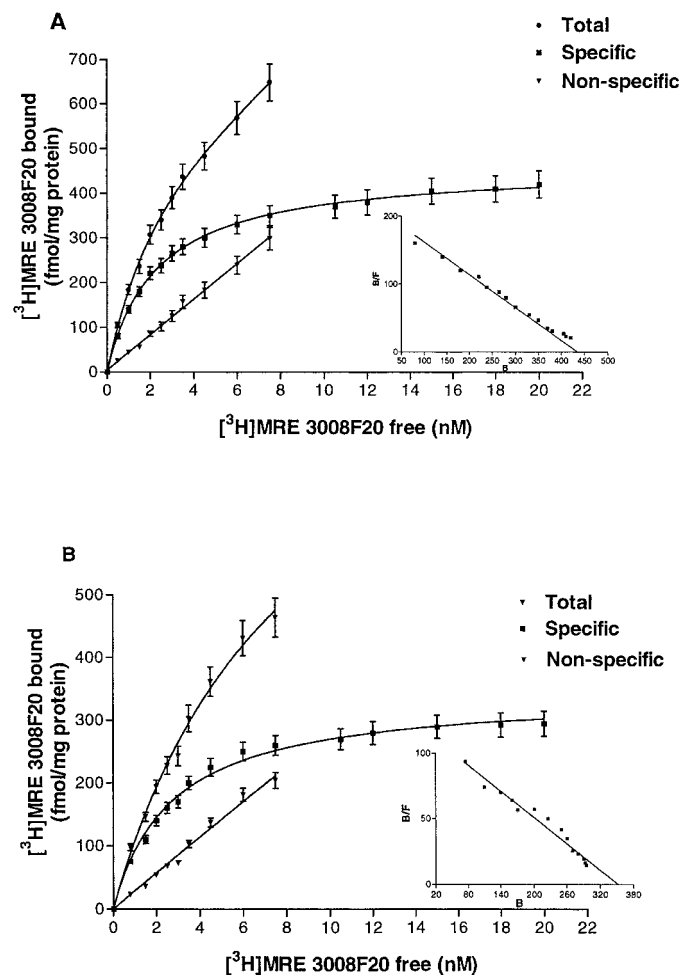 A
Total
Specific
Non-specific
700
600
500
400
300
200
100
0
[³H]MRE 3008F20 bound
(fmol/mg protein)
0 2 4 6 8 10 12 14 16 18 20 22
[³H]MRE 3008F20 free (nM)
200
100
0
B/F
50 100 150 200 250 300 350 400 450 500
B
B
Total
Specific
Non-specific
500
400
300
200
100
0
[³H]MRE 3008F20 bound
(fmol/mg protein)
0 2 4 6 8 10 12 14 16 18 20 22
[³H]MRE 3008F20 free (nM)
100
50
0
B/F
20 80 140 200 260 320 380
B